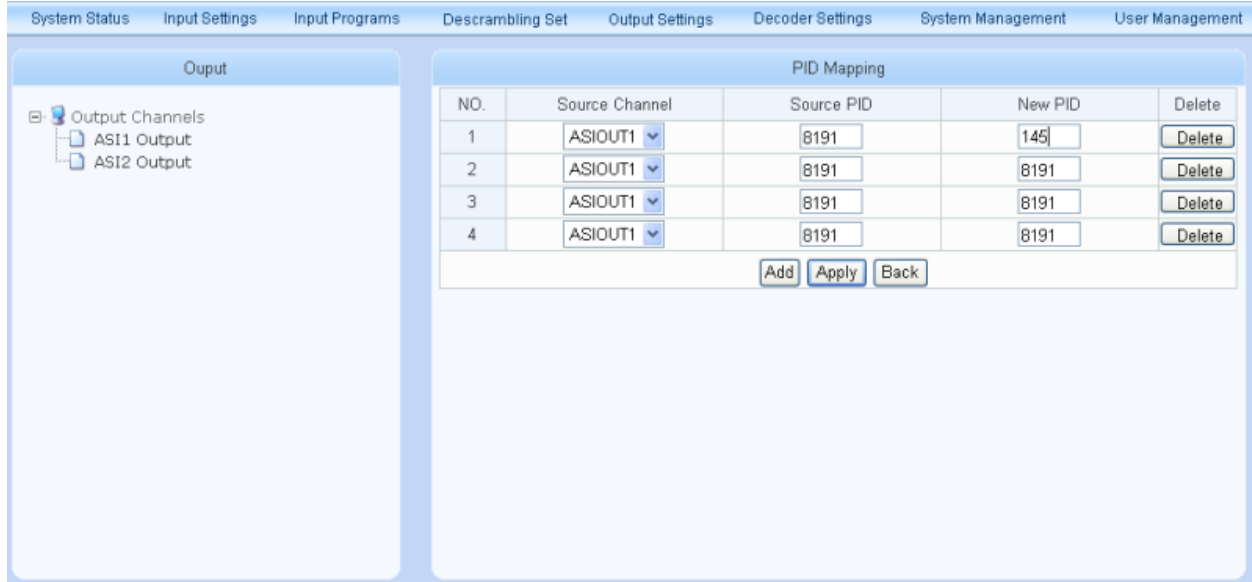 System Status Input Settings Input Programs Descrambling Set Output Settings Decoder Settings System Management User Management
Ouput
Output Channels
ASI1 Output
ASI2 Output
PID Mapping
NO. Source Channel Source PID New PID Delete
1 ASIOUT1 8191 145 Delete
2 ASIOUT1 8191 8191 Delete
3 ASIOUT1 8191 8191 Delete
4 ASIOUT1 8191 8191 Delete
Add Apply Back